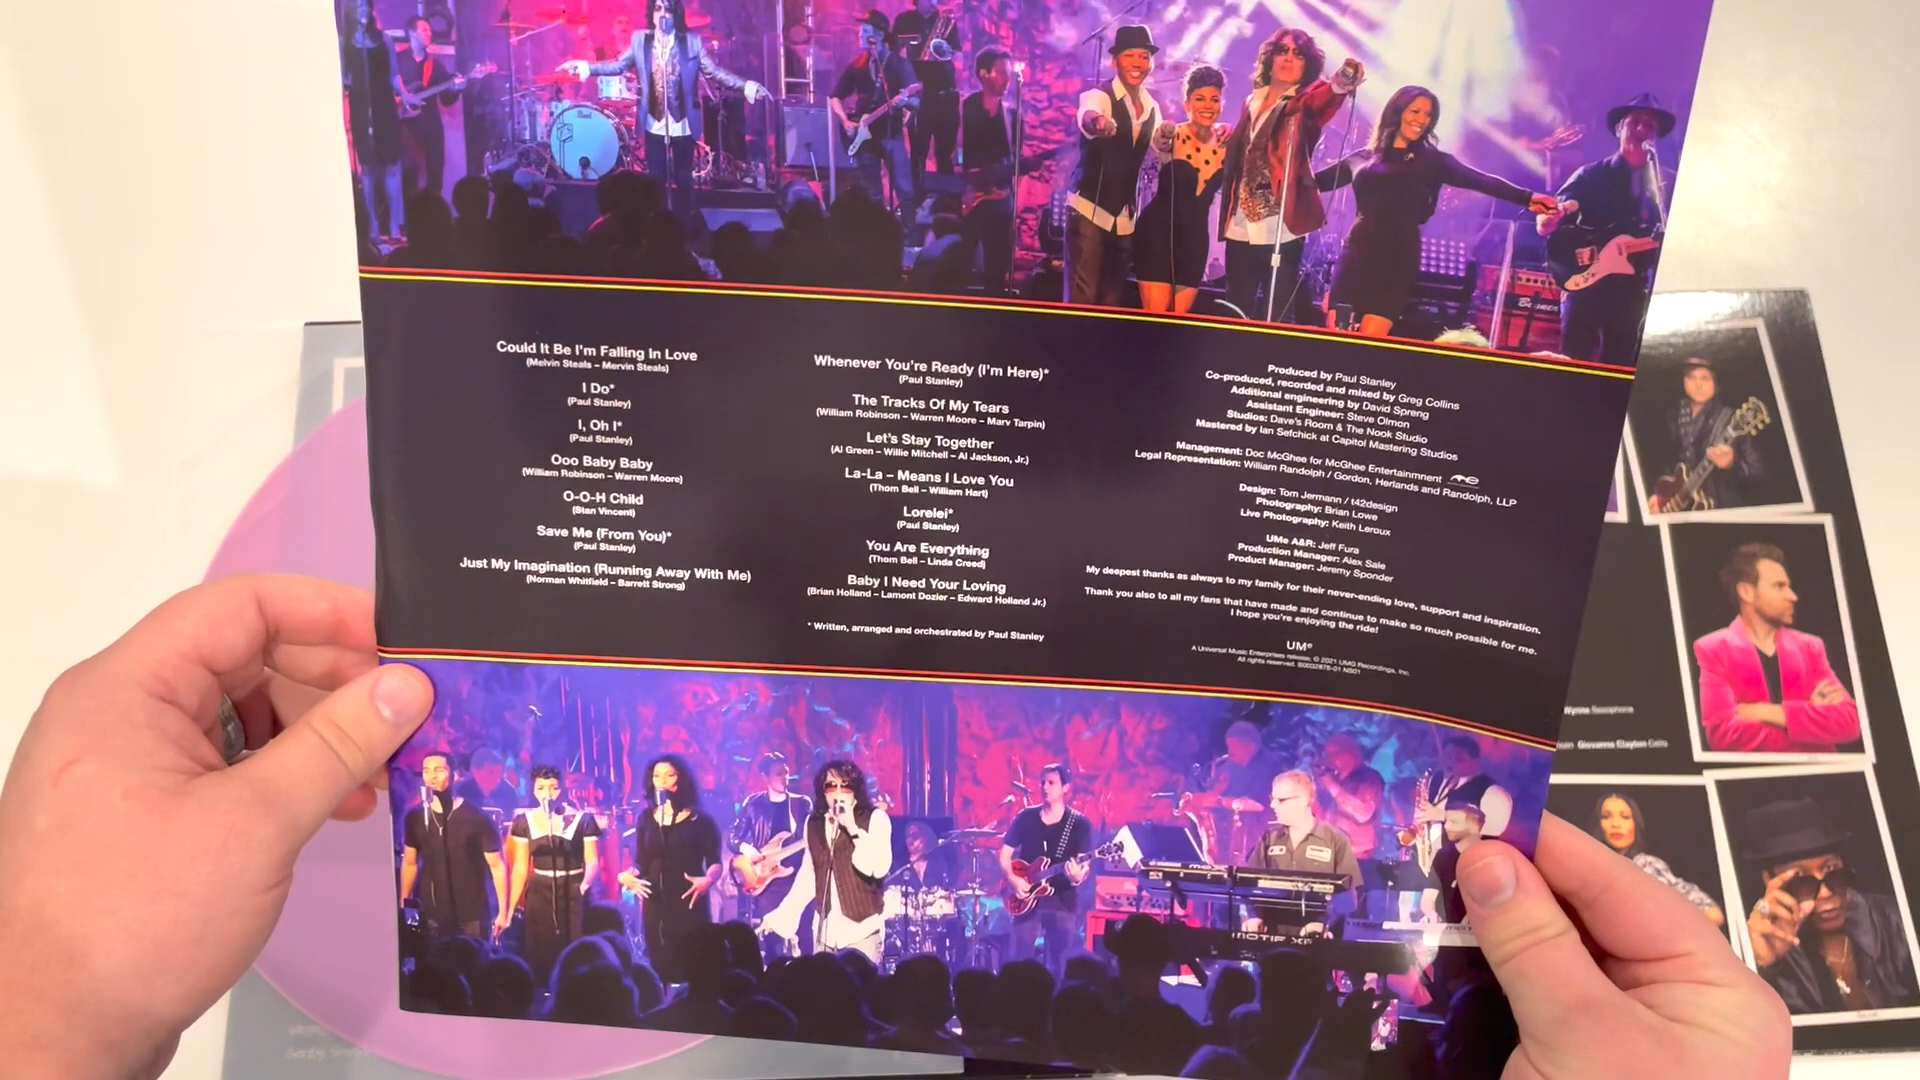 Could It Be I'm Falling In Love
(Melvin Steals – Mervin Steals)
I Do*
(Paul Stanley)
I, Oh I*
(Paul Stanley)
Ooo Baby Baby
(William Robinson – Warren Moore)
O-O-H Child
(Stan Vincent)
Save Me (From You)*
(Paul Stanley)
Just My Imagination (Running Away With Me)
(Norman Whitfield – Barrett Strong)
Whenever You're Ready (I'm Here)*
(Paul Stanley)
The Tracks Of My Tears
(William Robinson – Warren Moore – Marv Tarpin)
Let's Stay Together
(Al Green – Willie Mitchell – Al Jackson, Jr.)
La-La – Means I Love You
(Thom Bell – William Hart)
Lorelei*
(Paul Stanley)
You Are Everything
(Thom Bell – Linda Creed)
Baby I Need Your Loving
(Brian Holland – Lamont Dozier – Edward Holland Jr.)
* Written, arranged and orchestrated by Paul Stanley
Produced by Paul Stanley
Co-produced, recorded and mixed by Greg Collins
Additional engineering by David Spreng
Assistant Engineer: Steve Olmon
Studios: Dave's Room & The Nook Studio
Mastered by Ian Sefchick at Capitol Mastering Studios
Management: Doc McGhee for McGhee Entertainmnent
Legal Representation: William Randolph / Gordon, Herlands and Randolph, LLP
Design: Tom Jermann / t42design
Photography: Brian Lowe
Live Photography: Keith Leroux
UMe A&R: Jeff Fura
Production Manager: Alex Sale
Product Manager: Jeremy Sponder
My deepest thanks as always to my family for their never-ending love, support and inspiration.
Thank you also to all my fans that have made and continue to make so much possible for me.
I hope you're enjoying the ride!
UMe
A Universal Music Enterprises release; © 2021 UMG Recordings, Inc.
All rights reserved. B0032876-01 NS01
Wynne Saxophone
Giovanna Clayton Cello
MOTIF XF